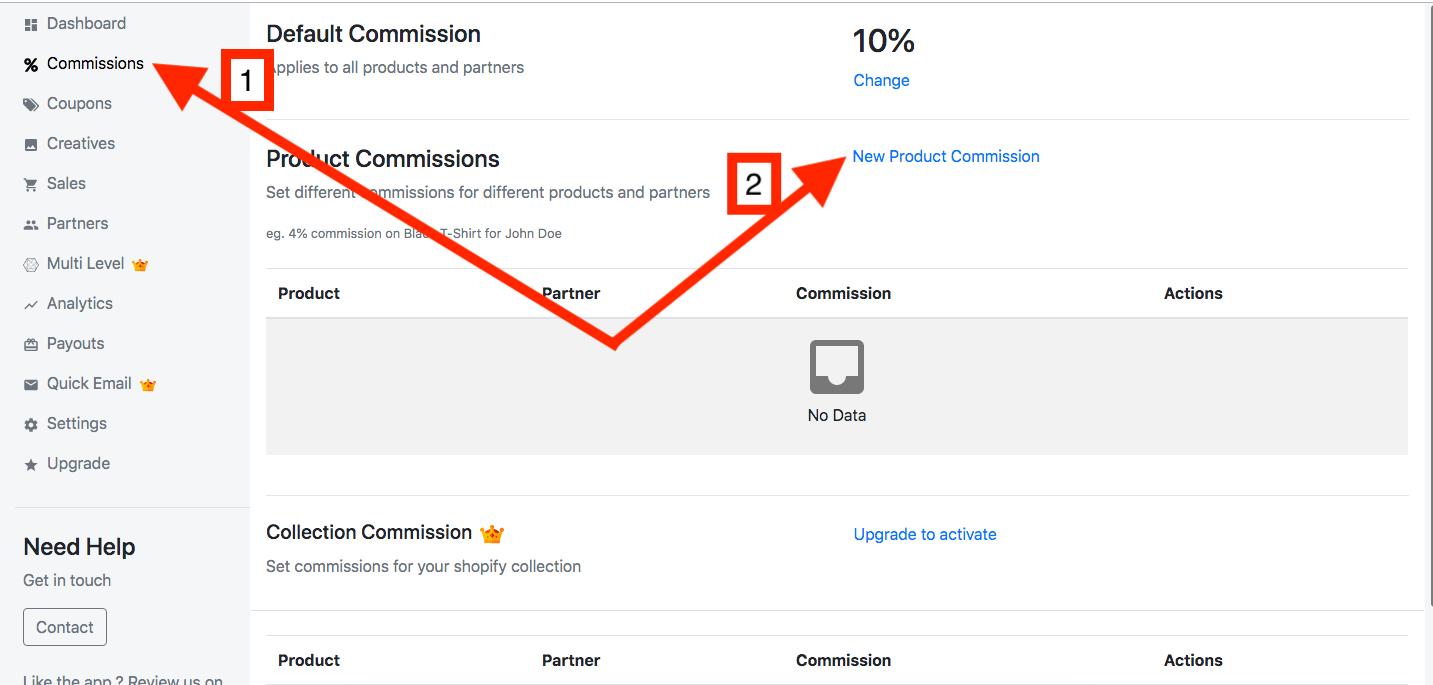 Dashboard
Commissions
Coupons
Creatives
Sales
Partners
Multi Level
Analytics
Payouts
Quick Email
Settings
Upgrade
Need Help
Get in touch
Contact
Like the app ? Review us on
1
2
Default Commission
Applies to all products and partners
10%
Change
Product Commissions
Set different commissions for different products and partners
eg. 4% commission on Black T-Shirt for John Doe
New Product Commission
Product Partner Commission Actions
No Data
Collection Commission
Set commissions for your shopify collection
Upgrade to activate
Product Partner Commission Actions